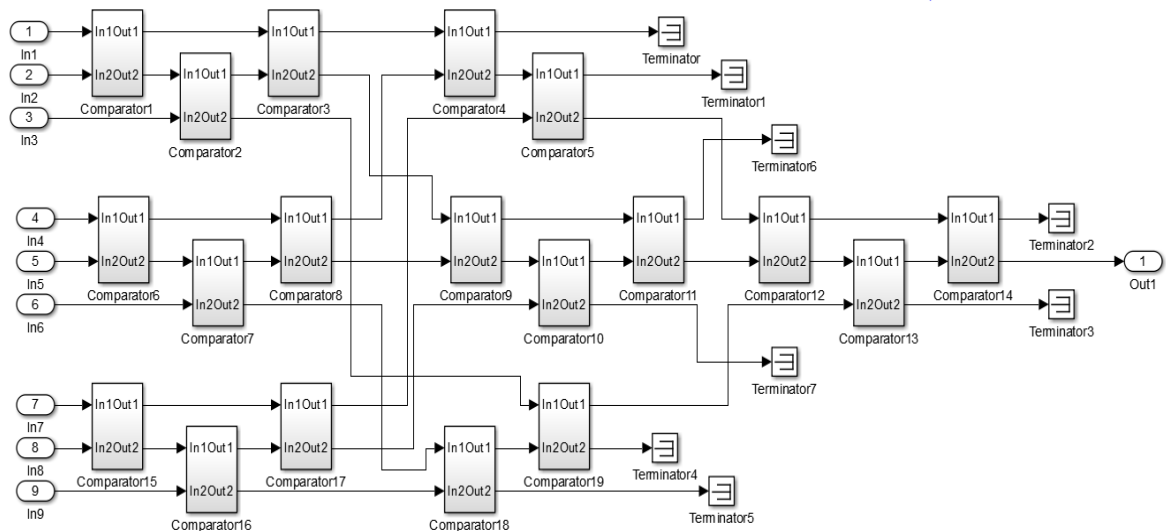 1
In1Out1
In1Out1
In1Out1
In1
Terminator
2
In2Out2
In1Out1
In2Out2
In2Out2
In1Out1
In2
Comparator1
Comparator3
Comparator4
Terminator1
3
In2Out2
In2Out2
In3
Comparator2
Comparator5
Terminator6
4
In1Out1
In1Out1
In1Out1
In1Out1
In1Out1
In1Out1
In4
Terminator2
5
In2Out2
In1Out1
In2Out2
In2Out2
In1Out1
In2Out2
In2Out2
In1Out1
In2Out2
1
In5
Comparator6
Comparator8
Comparator9
Comparator11
Comparator12
Comparator14
Out1
6
In2Out2
In2Out2
In2Out2
In6
Terminator3
Comparator7
Comparator10
Comparator13
Terminator7
7
In1Out1
In1Out1
In1Out1
In7
8
In2Out2
In1Out1
In2Out2
In1Out1
In2Out2
In8
Comparator15
Comparator17
Comparator19
Terminator4
9
In2Out2
In2Out2
In9
Terminator5
Comparator16
Comparator18